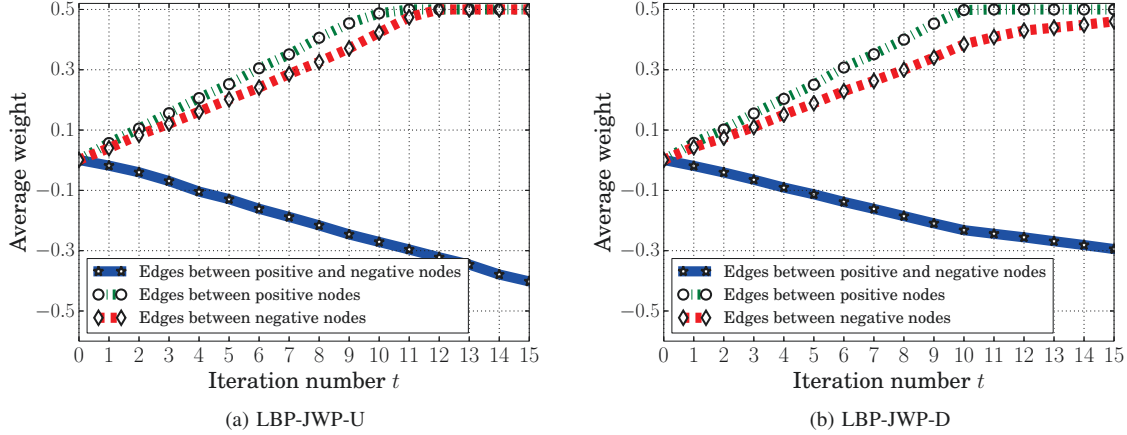 0.5
0.3
0.1
−0.1
−0.3
−0.5
Average weight
Edges between positive and negative nodes
Edges between positive nodes
Edges between negative nodes
0 1 2 3 4 5 6 7 8 9 10 11 12 13 14 15
Iteration number t
(a) LBP-JWP-U
0.5
0.3
0.1
−0.1
−0.3
−0.5
Average weight
Edges between positive and negative nodes
Edges between positive nodes
Edges between negative nodes
0 1 2 3 4 5 6 7 8 9 10 11 12 13 14 15
Iteration number t
(b) LBP-JWP-D